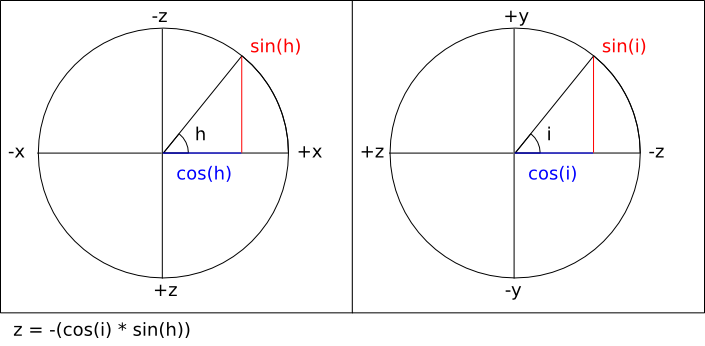 -z
sin(h)
h
-x
+x
cos(h)
+z
+y
sin(i)
i
+z
-z
cos(i)
-y
z = -(cos(i) * sin(h))